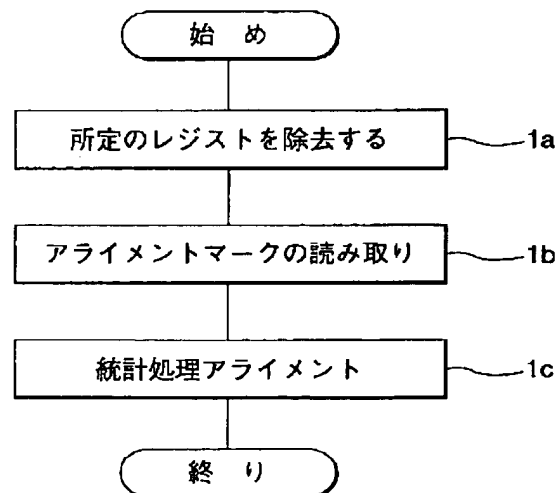 始め
所定のレジストを除去する 1a
アライメントマークの読み取り 1b
統計処理アライメント 1c
終り